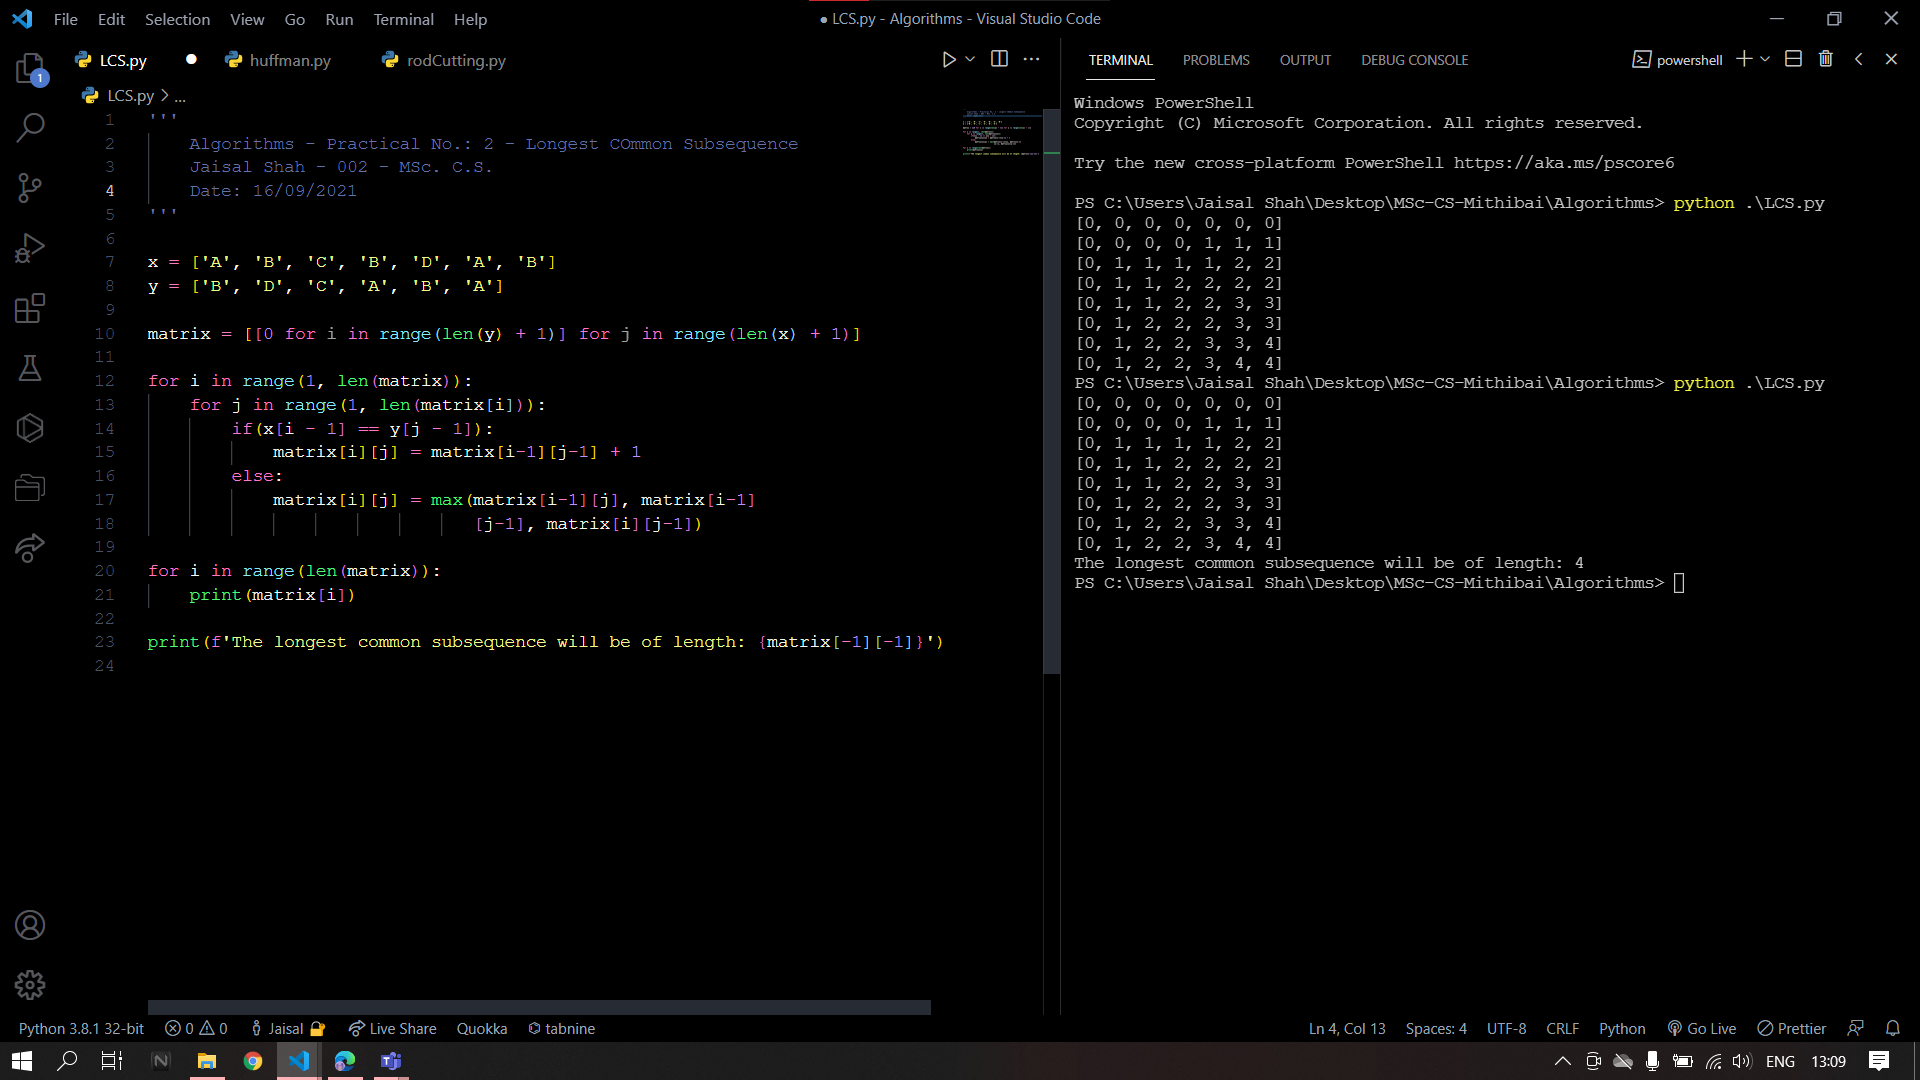 File Edit Selection View Go Run Terminal Help
● LCS.py - Algorithms - Visual Studio Code
LCS.py ● huffman.py rodCutting.py
LCS.py > ...
1 '''
2 Algorithms - Practical No.: 2 - Longest COmmon Subsequence
3 Jaisal Shah - 002 - MSc. C.S.
4 Date: 16/09/2021
5 '''
6
7 x = ['A', 'B', 'C', 'B', 'D', 'A', 'B']
8 y = ['B', 'D', 'C', 'A', 'B', 'A']
9
10 matrix = [[0 for i in range(len(y) + 1)] for j in range(len(x) + 1)]
11
12 for i in range(1, len(matrix)):
13 for j in range(1, len(matrix[i])):
14 if(x[i - 1] == y[j - 1]):
15 matrix[i][j] = matrix[i-1][j-1] + 1
16 else:
17 matrix[i][j] = max(matrix[i-1][j], matrix[i-1]
18 [j-1], matrix[i][j-1])
19
20 for i in range(len(matrix)):
21 print(matrix[i])
22
23 print(f'The longest common subsequence will be of length: {matrix[-1][-1]}')
24
TERMINAL PROBLEMS OUTPUT DEBUG CONSOLE
powershell
Windows PowerShell
Copyright (C) Microsoft Corporation. All rights reserved.
Try the new cross-platform PowerShell https://aka.ms/pscore6
PS C:\Users\Jaisal Shah\Desktop\MSc-CS-Mithibai\Algorithms> python .\LCS.py
[0, 0, 0, 0, 0, 0, 0]
[0, 0, 0, 0, 1, 1, 1]
[0, 1, 1, 1, 1, 2, 2]
[0, 1, 1, 2, 2, 2, 2]
[0, 1, 1, 2, 2, 3, 3]
[0, 1, 2, 2, 2, 3, 3]
[0, 1, 2, 2, 3, 3, 4]
[0, 1, 2, 2, 3, 4, 4]
PS C:\Users\Jaisal Shah\Desktop\MSc-CS-Mithibai\Algorithms> python .\LCS.py
[0, 0, 0, 0, 0, 0, 0]
[0, 0, 0, 0, 1, 1, 1]
[0, 1, 1, 1, 1, 2, 2]
[0, 1, 1, 2, 2, 2, 2]
[0, 1, 1, 2, 2, 3, 3]
[0, 1, 2, 2, 2, 3, 3]
[0, 1, 2, 2, 3, 3, 4]
[0, 1, 2, 2, 3, 4, 4]
The longest common subsequence will be of length: 4
PS C:\Users\Jaisal Shah\Desktop\MSc-CS-Mithibai\Algorithms>
1
Python 3.8.1 32-bit 0 0 Jaisal Live Share Quokka tabnine
Ln 4, Col 13 Spaces: 4 UTF-8 CRLF Python Go Live Prettier
ENG 13:09